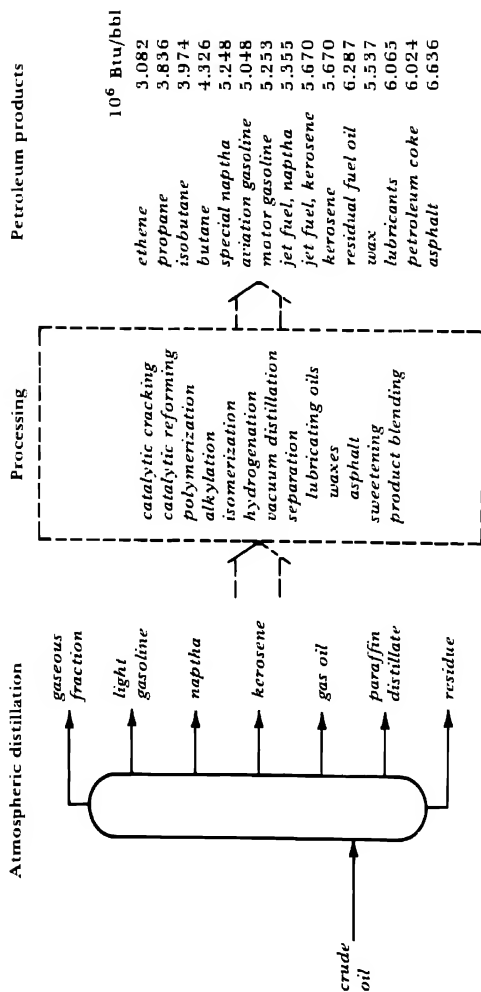 Atmospheric distillation
crude
oil
gaseous
fraction
light
gasoline
naptha
kerosene
gas oil
paraffin
distillate
residue
Processing
catalytic cracking
catalytic reforming
polymerization
alkylation
isomerization
hydrogenation
vacuum distillation
separation
lubricating oils
waxes
asphalt
sweetening
product blending
Petroleum products
10⁶ Btu/bbl
ethene 3.082
propane 3.836
isobutane 3.974
butane 4.326
special naptha 5.248
aviation gasoline 5.048
motor gasoline 5.253
jet fuel, naptha 5.355
jet fuel, kerosene 5.670
kerosene 5.670
residual fuel oil 6.287
wax 5.537
lubricants 6.065
petroleum coke 6.024
asphalt 6.636